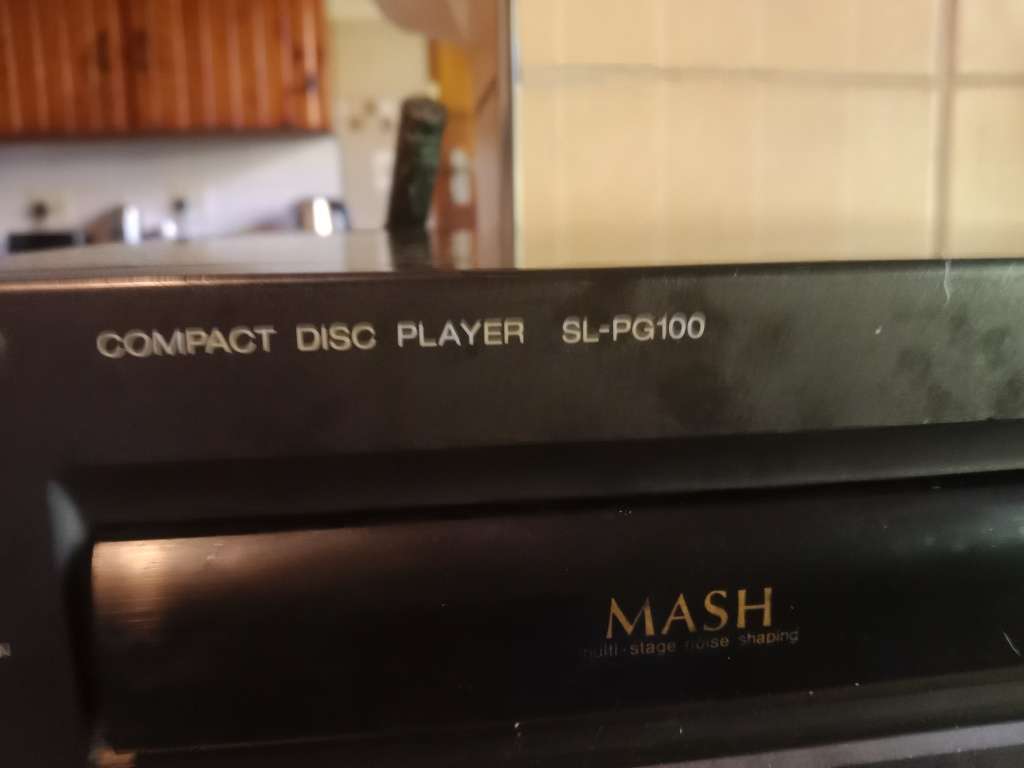 COMPACT DISC PLAYER SL-PG100
MASH
multi-stage noise shaping